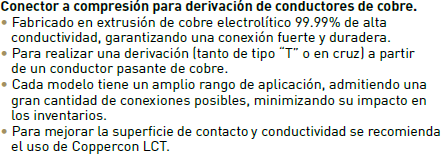 Conector a compresión para derivación de conductores de cobre.
• Fabricado en extrusión de cobre electrolítico 99.99% de alta
conductividad, garantizando una conexión fuerte y duradera.
• Para realizar una derivación (tanto de tipo “T” o en cruz) a partir
de un conductor pasante de cobre.
• Cada modelo tiene un amplio rango de aplicación, admitiendo una
gran cantidad de conexiones posibles, minimizando su impacto en
los inventarios.
• Para mejorar la superficie de contacto y conductividad se recomienda
el uso de Coppercon LCT.